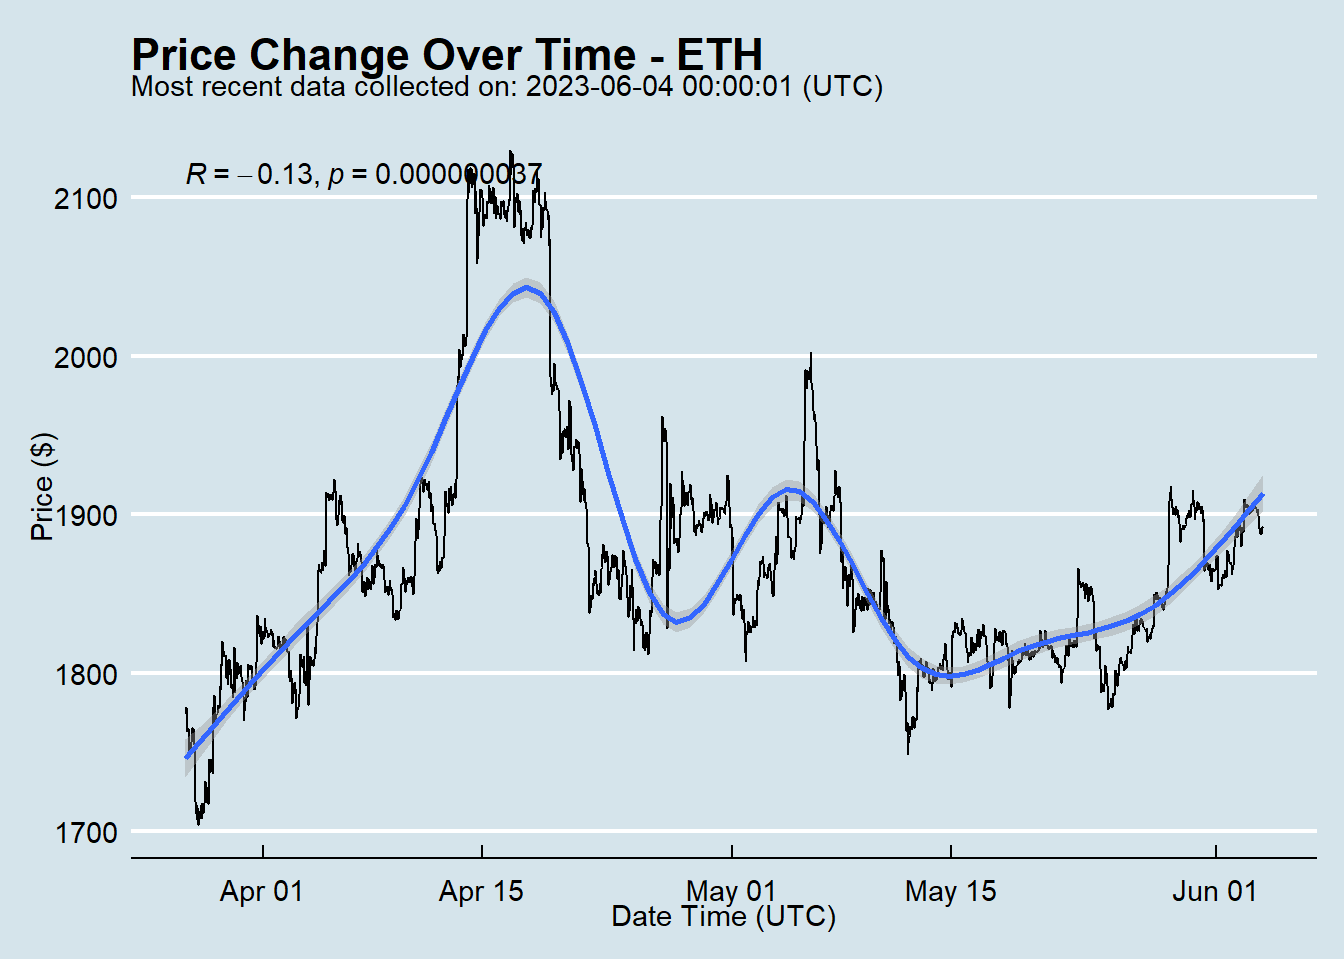 Price Change Over Time - ETH
Most recent data collected on: 2023-06-04 00:00:01 (UTC)
R = −0.13, p = 0.000000037
2100
2000
1900
1800
1700
Price ($)
Apr 01 Apr 15 May 01 May 15 Jun 01
Date Time (UTC)